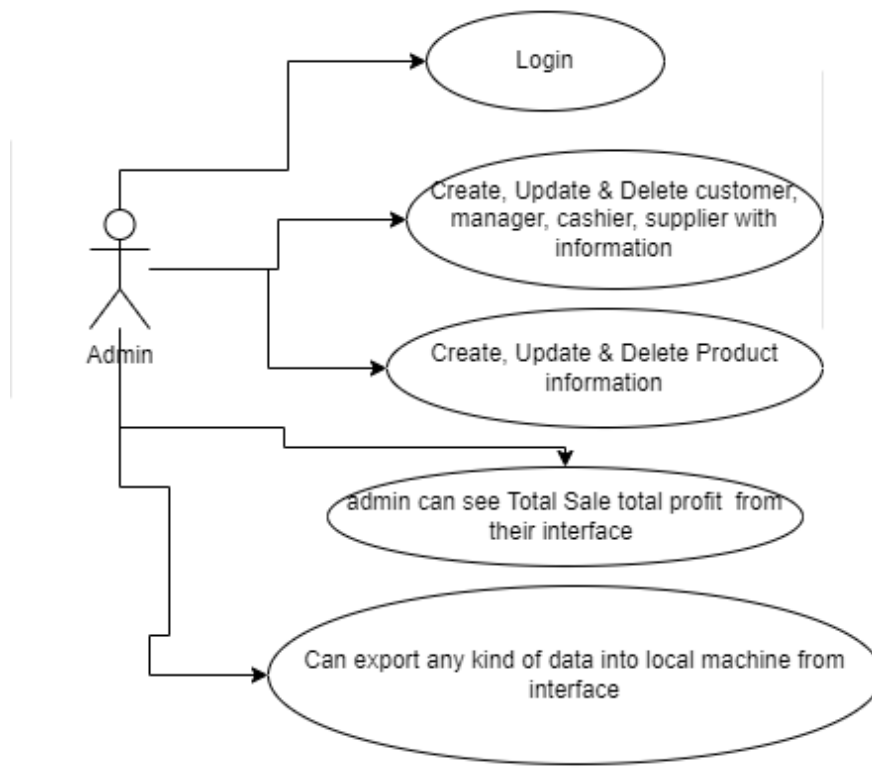 Login
Create, Update & Delete customer,
manager, cashier, supplier with
information
Admin
Create, Update & Delete Product
information
admin can see Total Sale total profit from
their interface
Can export any kind of data into local machine from
interface